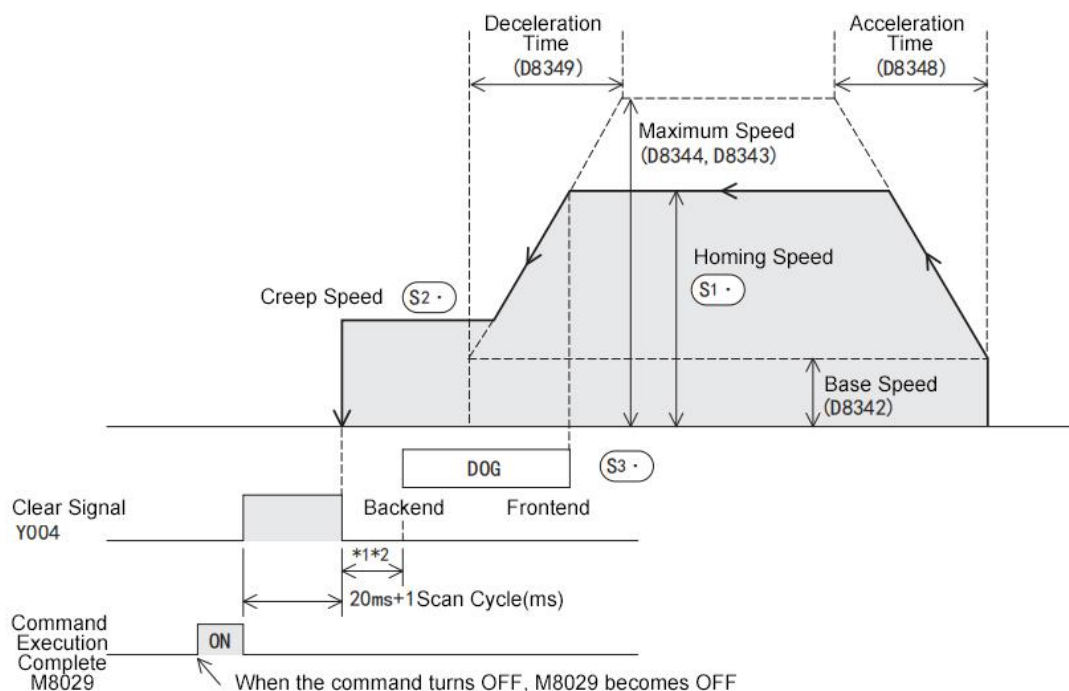 Deceleration
Time
(D8349)
Acceleration
Time
(D8348)
Maximum Speed
(D8344, D8343)
Homing Speed
S1 ·
Creep Speed
S2 ·
Base Speed
(D8342)
DOG
S3 ·
Clear Signal
Y004
Backend
Frontend
*1*2
20ms+1Scan Cycle(ms)
Command
Execution
Complete
M8029
ON
When the command turns OFF, M8029 becomes OFF